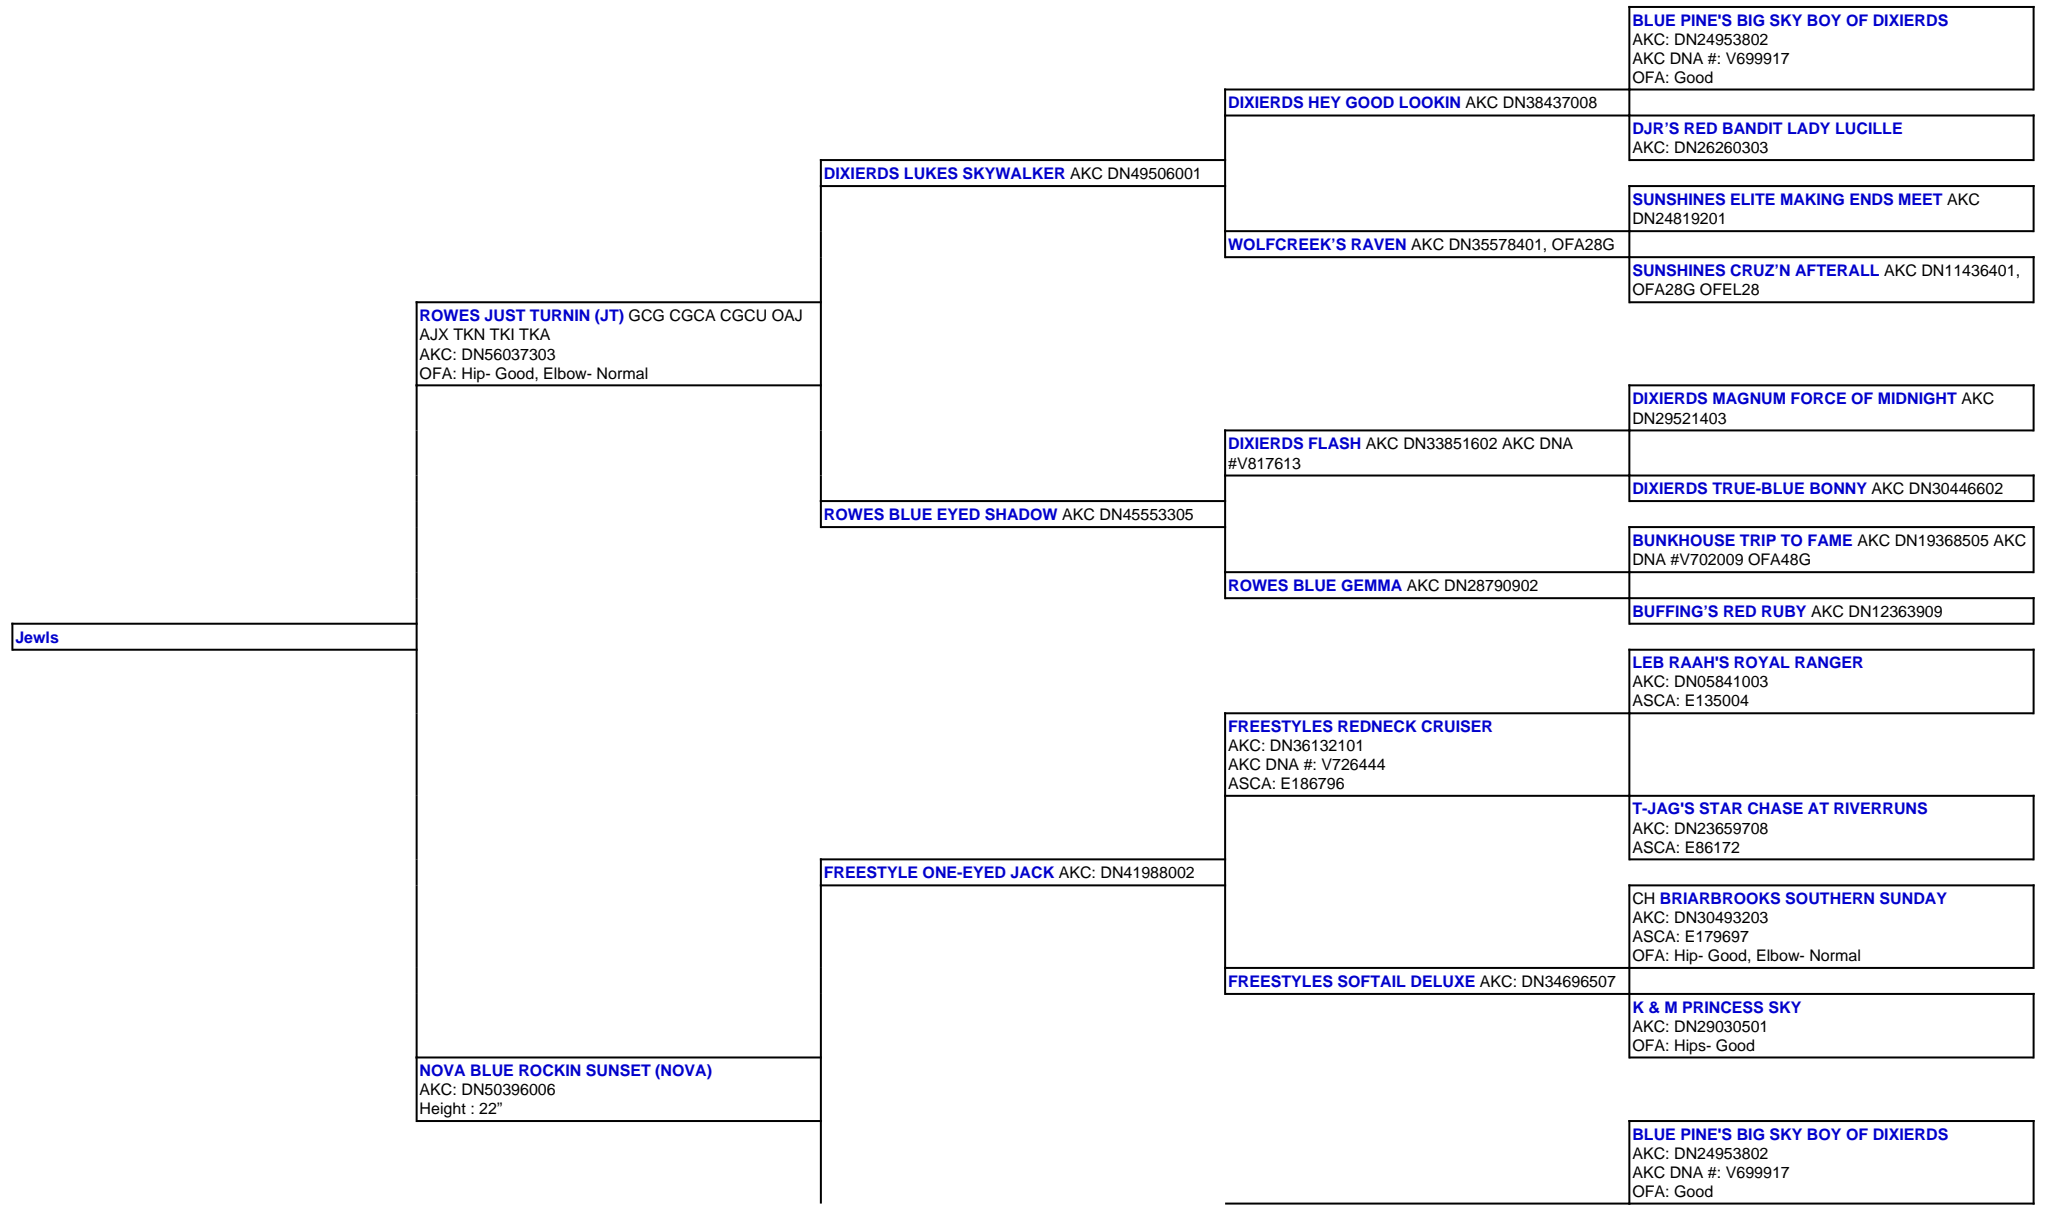 BLUE PINE'S BIG SKY BOY OF DIXIERDS
AKC: DN24953802
AKC DNA #: V699917
OFA: Good
DIXIERDS HEY GOOD LOOKIN AKC DN38437008
DJR’S RED BANDIT LADY LUCILLE
AKC: DN26260303
DIXIERDS LUKES SKYWALKER AKC DN49506001
SUNSHINES ELITE MAKING ENDS MEET AKC
DN24819201
WOLFCREEK’S RAVEN AKC DN35578401, OFA28G
SUNSHINES CRUZ’N AFTERALL AKC DN11436401,
OFA28G OFEL28
ROWES JUST TURNIN (JT) GCG CGCA CGCU OAJ
AJX TKN TKI TKA
AKC: DN56037303
OFA: Hip- Good, Elbow- Normal
DIXIERDS MAGNUM FORCE OF MIDNIGHT AKC
DN29521403
DIXIERDS FLASH AKC DN33851602 AKC DNA
#V817613
DIXIERDS TRUE-BLUE BONNY AKC DN30446602
ROWES BLUE EYED SHADOW AKC DN45553305
BUNKHOUSE TRIP TO FAME AKC DN19368505 AKC
DNA #V702009 OFA48G
ROWES BLUE GEMMA AKC DN28790902
BUFFING’S RED RUBY AKC DN12363909
Jewls
LEB RAAH'S ROYAL RANGER
AKC: DN05841003
ASCA: E135004
FREESTYLES REDNECK CRUISER
AKC: DN36132101
AKC DNA #: V726444
ASCA: E186796
T-JAG'S STAR CHASE AT RIVERRUNS
AKC: DN23659708
ASCA: E86172
FREESTYLE ONE-EYED JACK AKC: DN41988002
CH BRIARBROOKS SOUTHERN SUNDAY
AKC: DN30493203
ASCA: E179697
OFA: Hip- Good, Elbow- Normal
FREESTYLES SOFTAIL DELUXE AKC: DN34696507
K & M PRINCESS SKY
AKC: DN29030501
OFA: Hips- Good
NOVA BLUE ROCKIN SUNSET (NOVA)
AKC: DN50396006
Height : 22”
BLUE PINE'S BIG SKY BOY OF DIXIERDS
AKC: DN24953802
AKC DNA #: V699917
OFA: Good